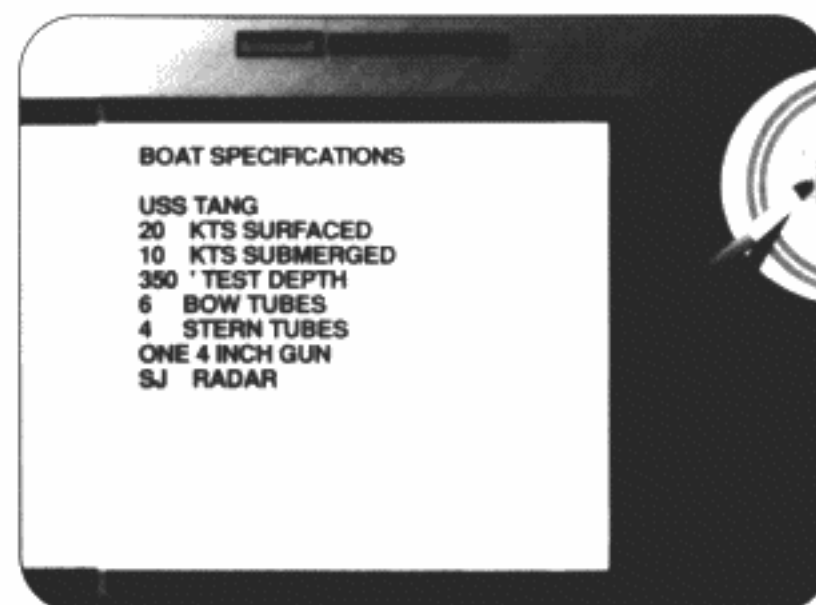 BOAT SPECIFICATIONS
USS TANG
20 KTS SURFACED
10 KTS SUBMERGED
350 ' TEST DEPTH
6 BOW TUBES
4 STERN TUBES
ONE 4 INCH GUN
SJ RADAR